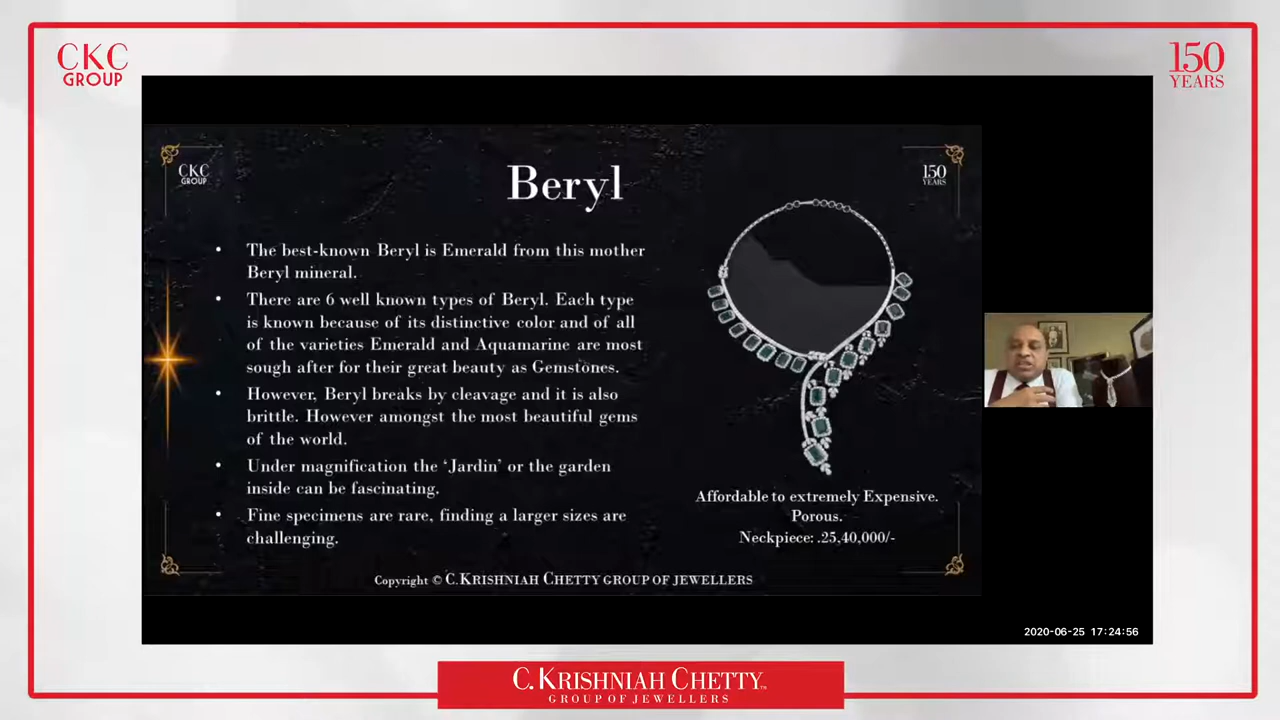 CKC
GROUP
150
YEARS
CKC
GROUP
Beryl
150
YEARS
• The best-known Beryl is Emerald from this mother
Beryl mineral.
• There are 6 well known types of Beryl. Each type
is known because of its distinctive color and of all
of the varieties Emerald and Aquamarine are most
sough after for their great beauty as Gemstones.
• However, Beryl breaks by cleavage and it is also
brittle. However amongst the most beautiful gems
of the world.
• Under magnification the ‘Jardin’ or the garden
inside can be fascinating.
• Fine specimens are rare, finding a larger sizes are
challenging.
Affordable to extremely Expensive.
Porous.
Neckpiece: .25,40,000/-
Copyright © C.KRISHNIAH CHETTY GROUP OF JEWELLERS
2020-06-25 17:24:56
C. KRISHNIAH CHETTY™
GROUP OF JEWELLERS